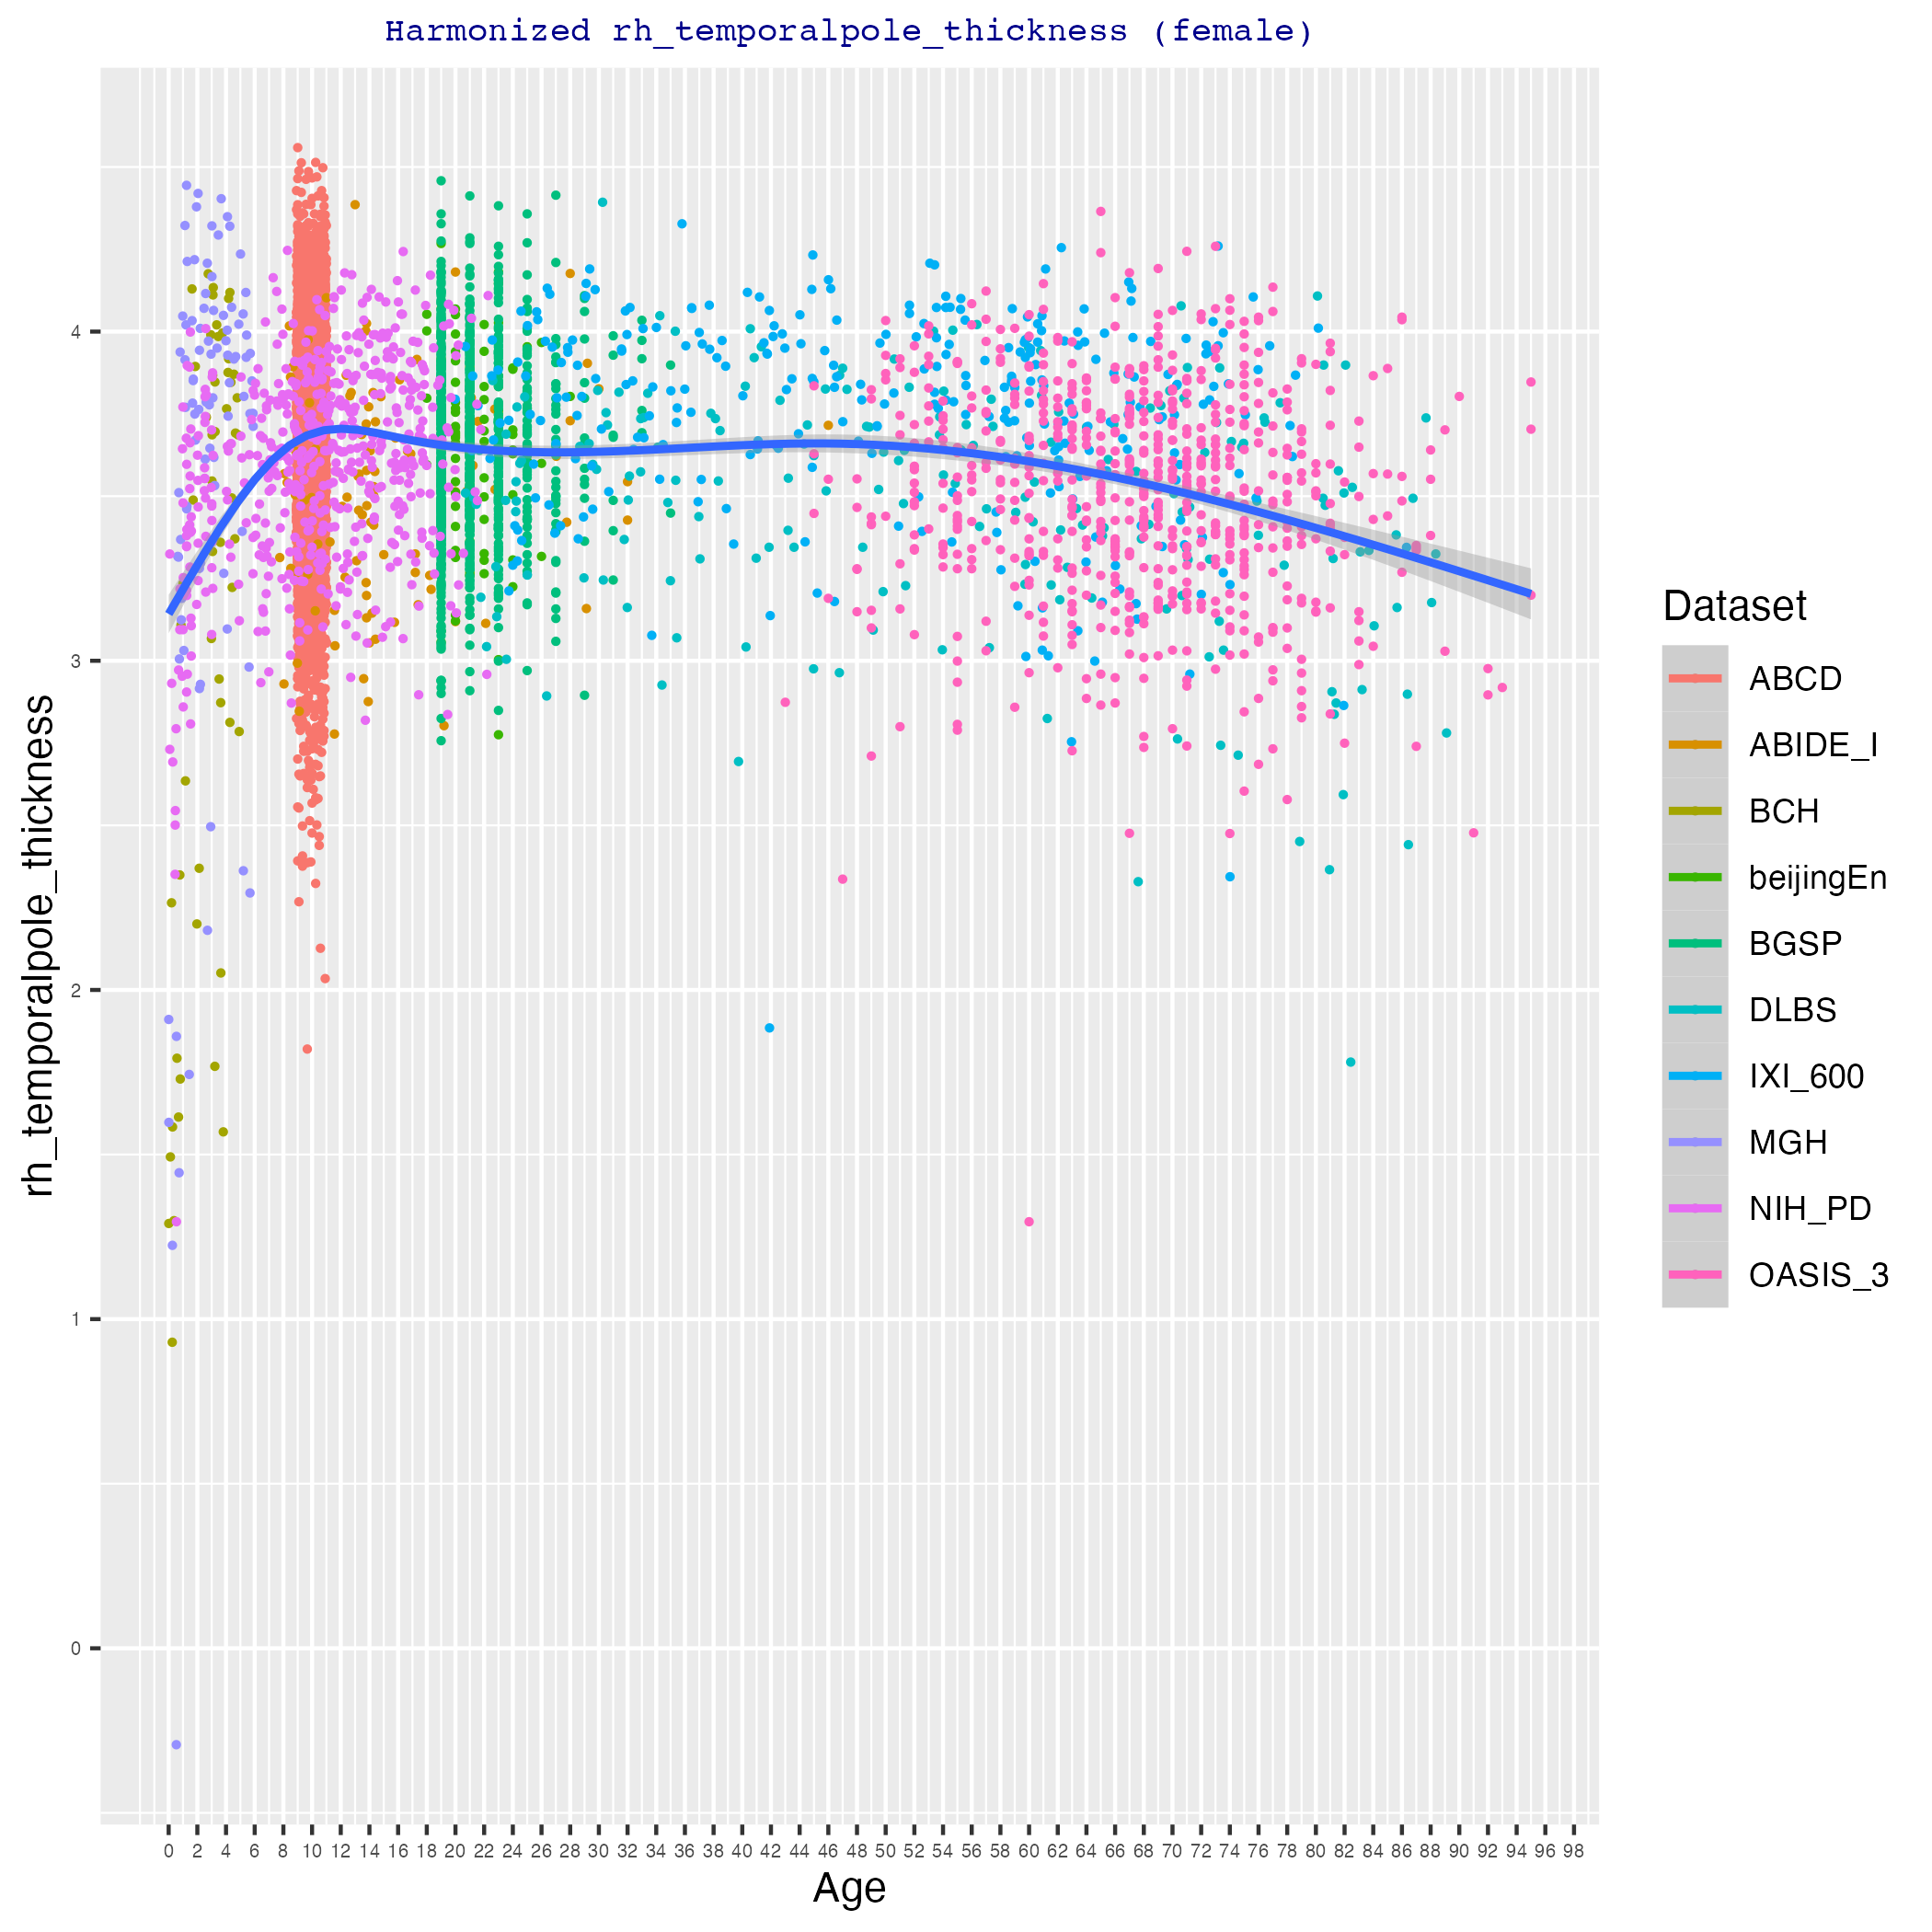 Harmonized rh_temporalpole_thickness (female)
rh_temporalpole_thickness
4
3
2
1
0
0 2 4 6 8 10 12 14 16 18 20 22 24 26 28 30 32 34 36 38 40 42 44 46 48 50 52 54 56 58 60 62 64 66 68 70 72 74 76 78 80 82 84 86 88 90 92 94 96 98
Age
Dataset
ABCD
ABIDE_I
BCH
beijingEn
BGSP
DLBS
IXI_600
MGH
NIH_PD
OASIS_3